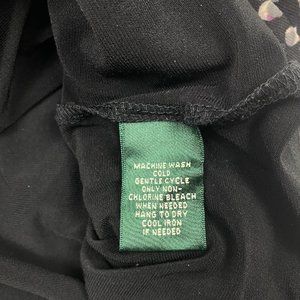 MACHINE WASH
COLD
GENTLE CYCLE
ONLY NON-
CHLORINE BLEACH
WHEN NEEDED
HANG TO DRY
COOL IRON
IF NEEDED